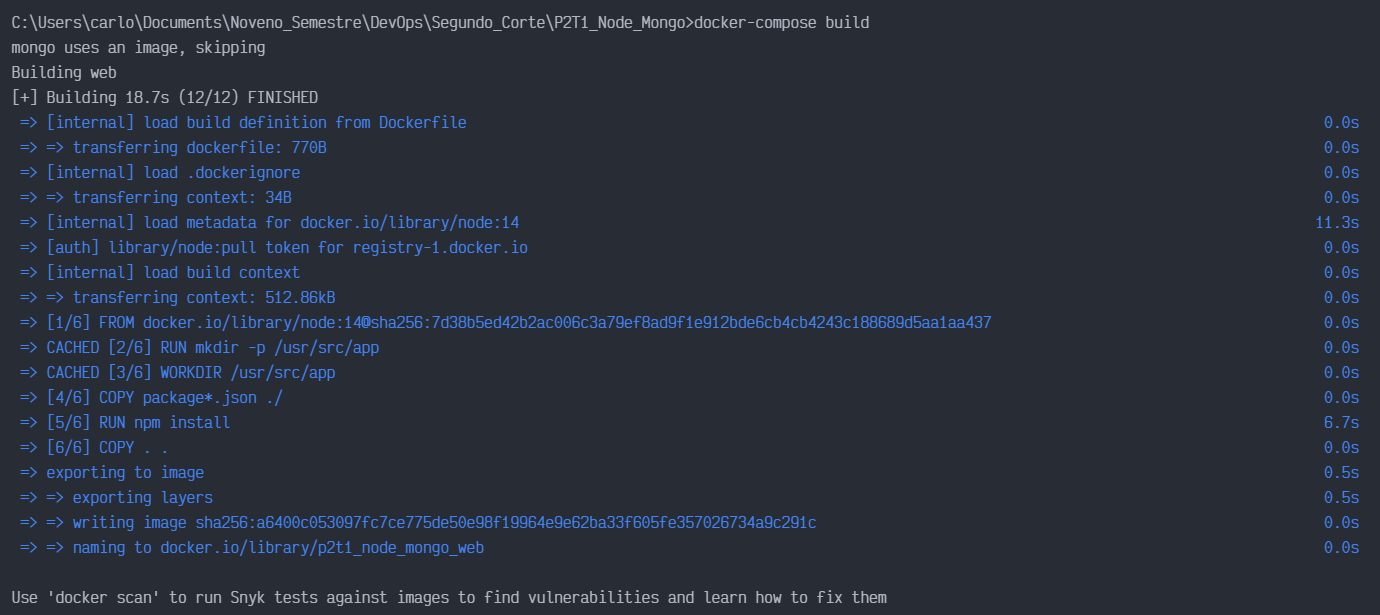 C:\Users\carlo\Documents\Noveno_Semestre\DevOps\Segundo_Corte\P2T1_Node_Mongo>docker-compose build
mongo uses an image, skipping
Building web
[+] Building 18.7s (12/12) FINISHED
=> [internal] load build definition from Dockerfile 0.0s
=> => transferring dockerfile: 770B 0.0s
=> [internal] load .dockerignore 0.0s
=> => transferring context: 34B 0.0s
=> [internal] load metadata for docker.io/library/node:14 11.3s
=> [auth] library/node:pull token for registry-1.docker.io 0.0s
=> [internal] load build context 0.0s
=> => transferring context: 512.86kB 0.0s
=> [1/6] FROM docker.io/library/node:14@sha256:7d38b5ed42b2ac006c3a79ef8ad9f1e912bde6cb4cb4243c188689d5aa1aa437 0.0s
=> CACHED [2/6] RUN mkdir -p /usr/src/app 0.0s
=> CACHED [3/6] WORKDIR /usr/src/app 0.0s
=> [4/6] COPY package*.json ./ 0.0s
=> [5/6] RUN npm install 6.7s
=> [6/6] COPY . . 0.0s
=> exporting to image 0.5s
=> => exporting layers 0.5s
=> => writing image sha256:a6400c053097fc7ce775de50e98f19964e9e62ba33f605fe357026734a9c291c 0.0s
=> => naming to docker.io/library/p2t1_node_mongo_web 0.0s
Use 'docker scan' to run Snyk tests against images to find vulnerabilities and learn how to fix them